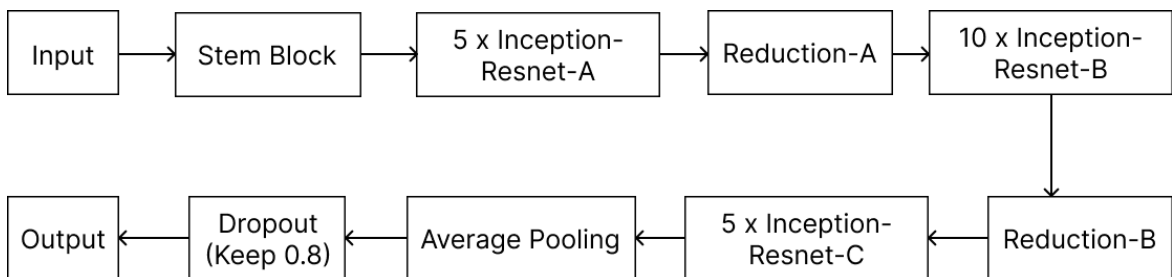 Input
Stem Block
5 x Inception-
Resnet-A
Reduction-A
10 x Inception-
Resnet-B
Reduction-B
5 x Inception-
Resnet-C
Average Pooling
Dropout
(Keep 0.8)
Output